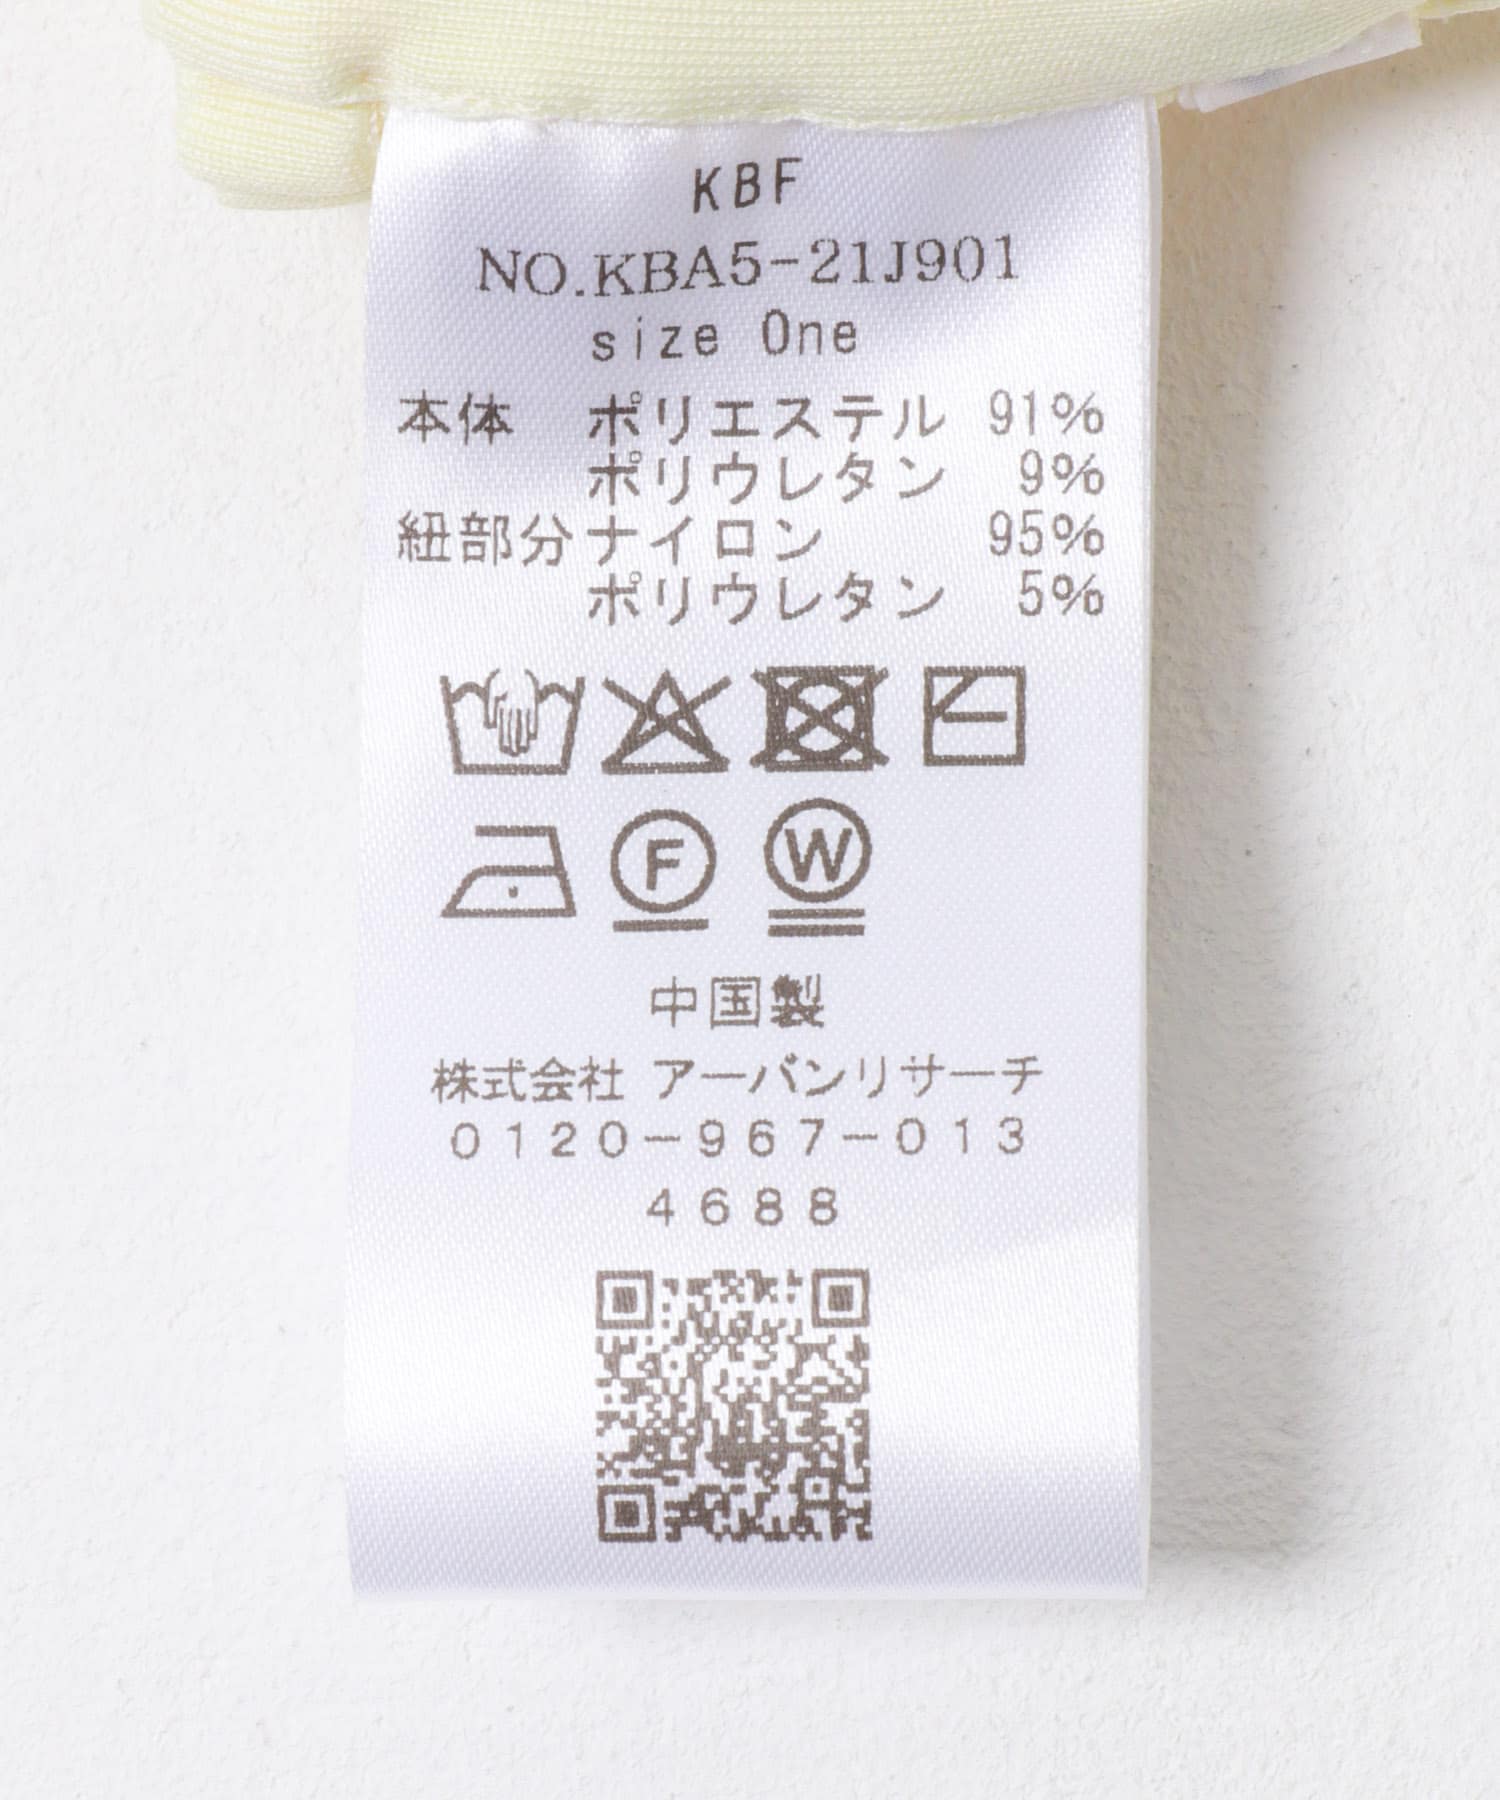 KBF
NO.KBA5-21J901
size One
本体 ポリエステル 91%
ポリウレタン 9%
紐部分 ナイロン 95%
ポリウレタン 5%
F W
中国製
株式会社 アーバンリサーチ
0120-967-013
4688